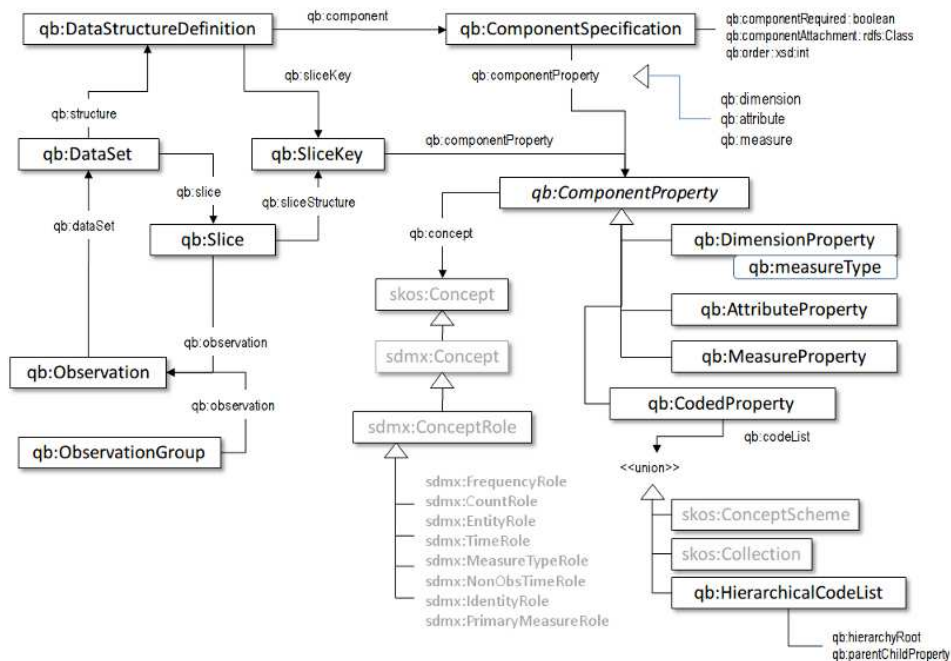 qb:DataStructureDefinition
qb:component
qb:ComponentSpecification
qb:componentRequired : boolean
qb:componentAttachment : rdfs:Class
qb:order : xsd:int
qb:sliceKey
qb:componentProperty
qb:dimension
qb:attribute
qb:measure
qb:structure
qb:DataSet
qb:SliceKey
qb:componentProperty
qb:slice
qb:sliceStructure
qb:ComponentProperty
qb:dataSet
qb:Slice
qb:concept
qb:DimensionProperty
qb:measureType
skos:Concept
qb:AttributeProperty
qb:observation
sdmx:Concept
qb:MeasureProperty
qb:Observation
qb:observation
qb:CodedProperty
sdmx:ConceptRole
qb:codeList
qb:ObservationGroup
<<union>>
sdmx:FrequencyRole
sdmx:CountRole
sdmx:EntityRole
sdmx:TimeRole
sdmx:MeasureTypeRole
sdmx:NonObsTimeRole
sdmx:IdentityRole
sdmx:PrimaryMeasureRole
skos:ConceptScheme
skos:Collection
qb:HierarchicalCodeList
qb:hierarchyRoot
qb:parentChildProperty